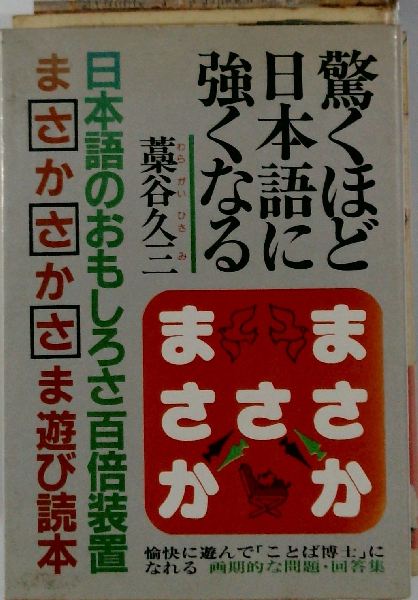 驚くほど
日本語に
強くなる
藁谷久三
わら がい ひさ み
日本語のおもしろさ百倍装置
まさかさかさま遊び読本
まさか
さ
まさか
愉快に遊んで「ことば博士」に
なれる 画期的な問題・回答集